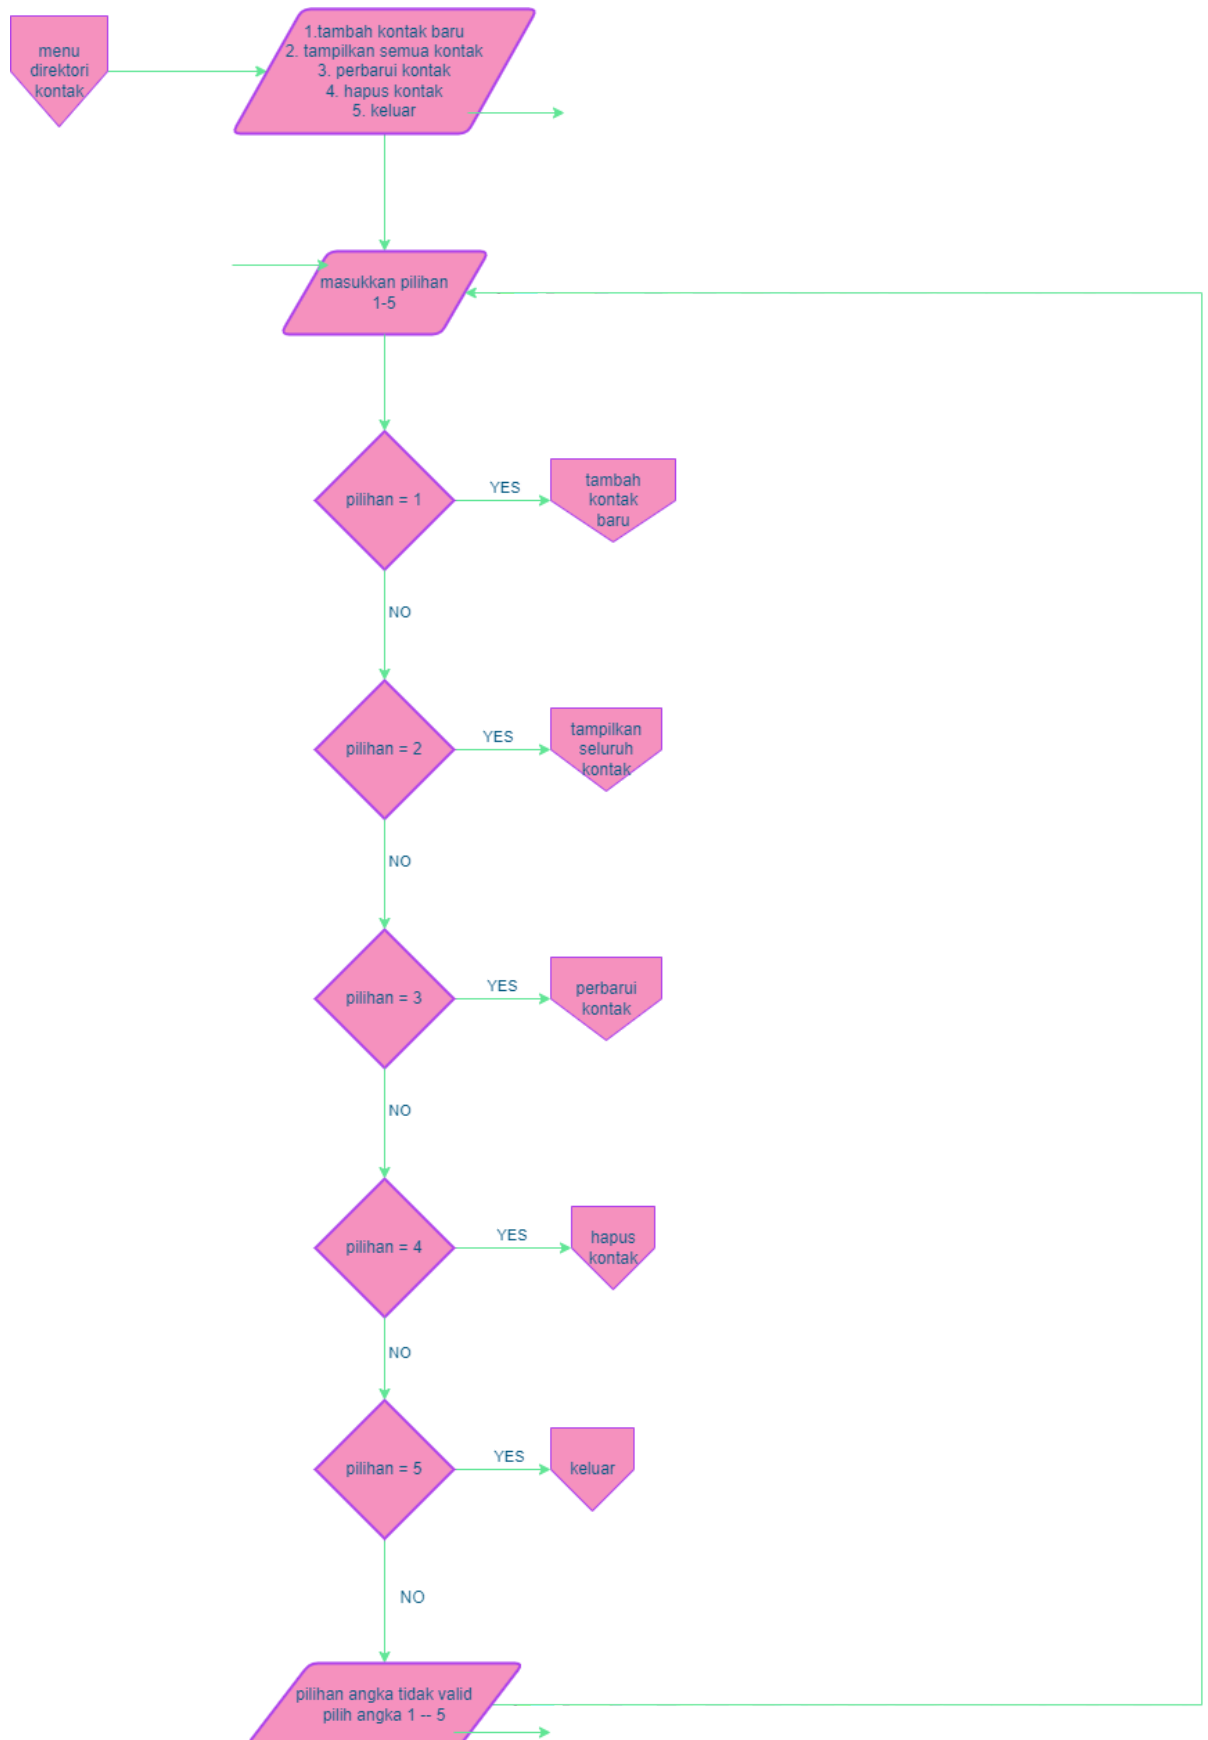 menu
direktori
kontak
1.tambah kontak baru
2. tampilkan semua kontak
3. perbarui kontak
4. hapus kontak
5. keluar
masukkan pilihan
1-5
pilihan = 1
YES
tambah
kontak
baru
NO
pilihan = 2
YES
tampilkan
seluruh
kontak
NO
pilihan = 3
YES
perbarui
kontak
NO
pilihan = 4
YES
hapus
kontak
NO
pilihan = 5
YES
keluar
NO
pilihan angka tidak valid
pilih angka 1 -- 5